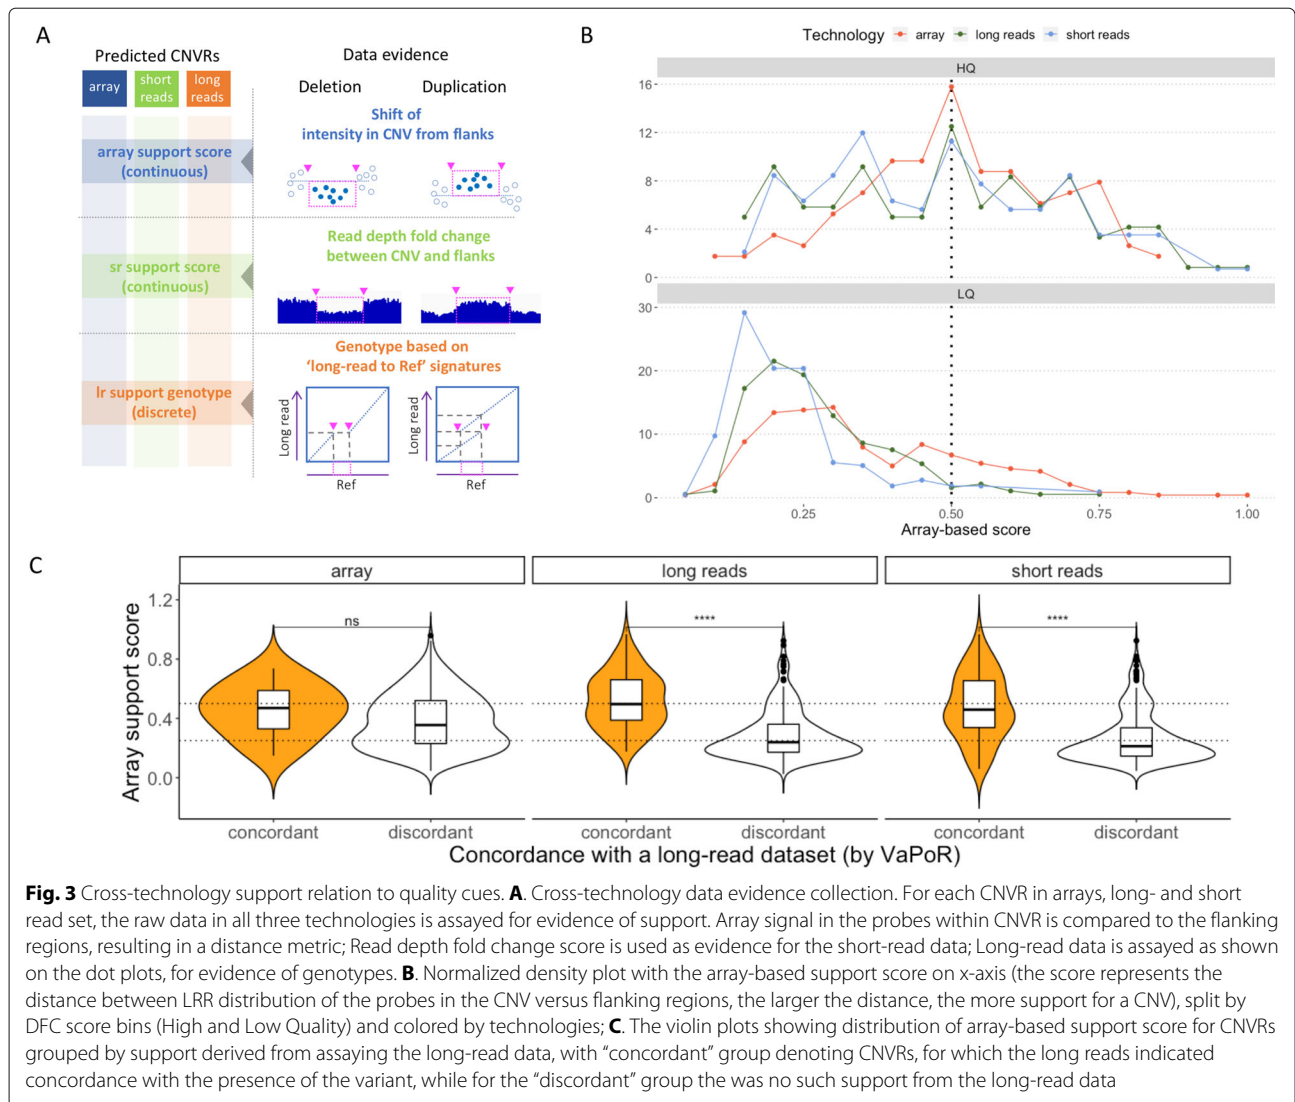 A
Predicted CNVRs
array
short reads
long reads
Data evidence
Deletion
Duplication
array support score
(continuous)
Shift of
intensity in CNV from flanks
sr support score
(continuous)
Read depth fold change
between CNV and flanks
lr support genotype
(discrete)
Genotype based on
‘long-read to Ref’ signatures
Long read
Ref
Long read
Ref
B
Technology array long reads short reads
HQ
16
12
8
4
0
LQ
30
20
10
0
0.25
0.50
0.75
1.00
Array-based score
C
array
long reads
short reads
Array support score
1.2
0.8
0.4
0.0
ns
****
****
concordant
discordant
concordant
discordant
concordant
discordant
Concordance with a long-read dataset (by VaPoR)
Fig. 3 Cross-technology support relation to quality cues. A. Cross-technology data evidence collection. For each CNVR in arrays, long- and short
read set, the raw data in all three technologies is assayed for evidence of support. Array signal in the probes within CNVR is compared to the flanking
regions, resulting in a distance metric; Read depth fold change score is used as evidence for the short-read data; Long-read data is assayed as shown
on the dot plots, for evidence of genotypes. B. Normalized density plot with the array-based support score on x-axis (the score represents the
distance between LRR distribution of the probes in the CNV versus flanking regions, the larger the distance, the more support for a CNV), split by
DFC score bins (High and Low Quality) and colored by technologies; C. The violin plots showing distribution of array-based support score for CNVRs
grouped by support derived from assaying the long-read data, with “concordant” group denoting CNVRs, for which the long reads indicated
concordance with the presence of the variant, while for the “discordant” group the was no such support from the long-read data